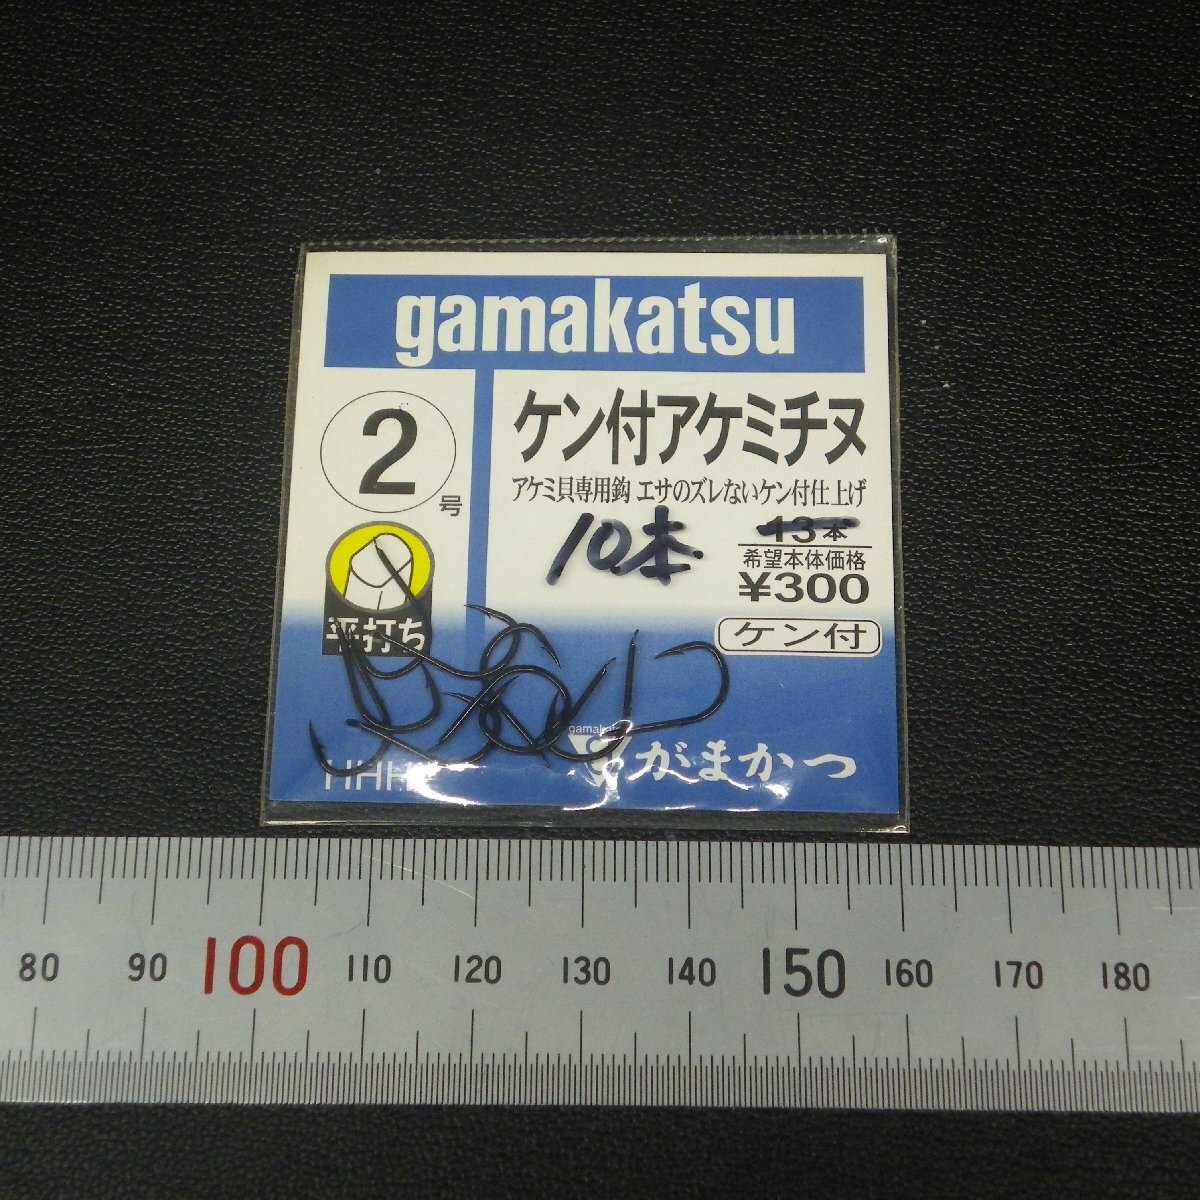 gamakatsu
2号
ケン付アケミチヌ
アケミ貝専用鈎 エサのズレないケン付仕上げ
10本
13本
希望本体価格
¥300
平打ち
ケン付
gamakats
がまかつ
HHH
80 90 100 110 120 130 140 150 160 170 180